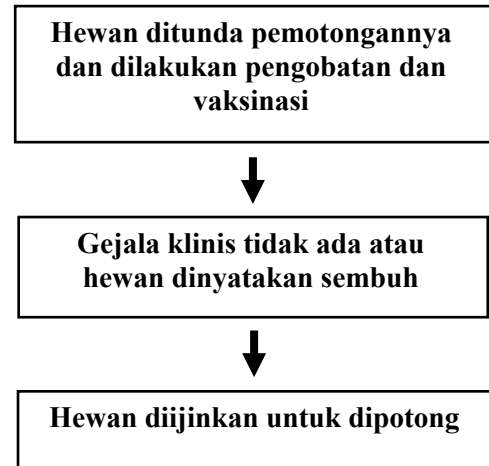 Hewan ditunda pemotongannya
dan dilakukan pengobatan dan
vaksinasi
Gejala klinis tidak ada atau
hewan dinyatakan sembuh
Hewan diijinkan untuk dipotong